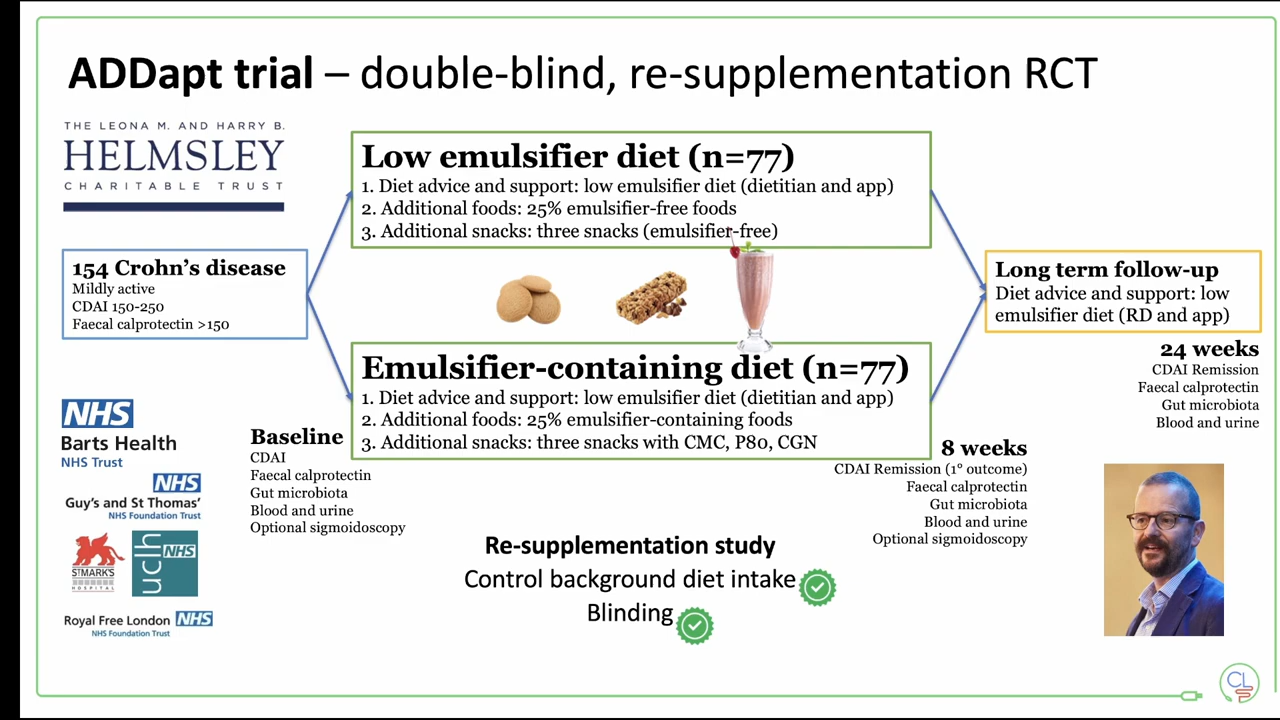 ADDapt trial – double-blind, re-supplementation RCT
THE LEONA M. AND HARRY B.
HELMSLEY
CHARITABLE TRUST
Low emulsifier diet (n=77)
1. Diet advice and support: low emulsifier diet (dietitian and app)
2. Additional foods: 25% emulsifier-free foods
3. Additional snacks: three snacks (emulsifier-free)
154 Crohn's disease
Mildly active
CDAI 150-250
Faecal calprotectin >150
Long term follow-up
Diet advice and support: low
emulsifier diet (RD and app)
Emulsifier-containing diet (n=77)
1. Diet advice and support: low emulsifier diet (dietitian and app)
2. Additional foods: 25% emulsifier-containing foods
3. Additional snacks: three snacks with CMC, P80, CGN
24 weeks
CDAI Remission
Faecal calprotectin
Gut microbiota
Blood and urine
Baseline
CDAI
Faecal calprotectin
Gut microbiota
Blood and urine
Optional sigmoidoscopy
8 weeks
CDAI Remission (1° outcome)
Faecal calprotectin
Gut microbiota
Blood and urine
Optional sigmoidoscopy
NHS
Barts Health
NHS Trust
NHS
Guy's and St Thomas'
NHS Foundation Trust
ST MARK'S
HOSPITAL
uclh NHS
Royal Free London NHS
NHS Foundation Trust
Re-supplementation study
Control background diet intake
Blinding
CL